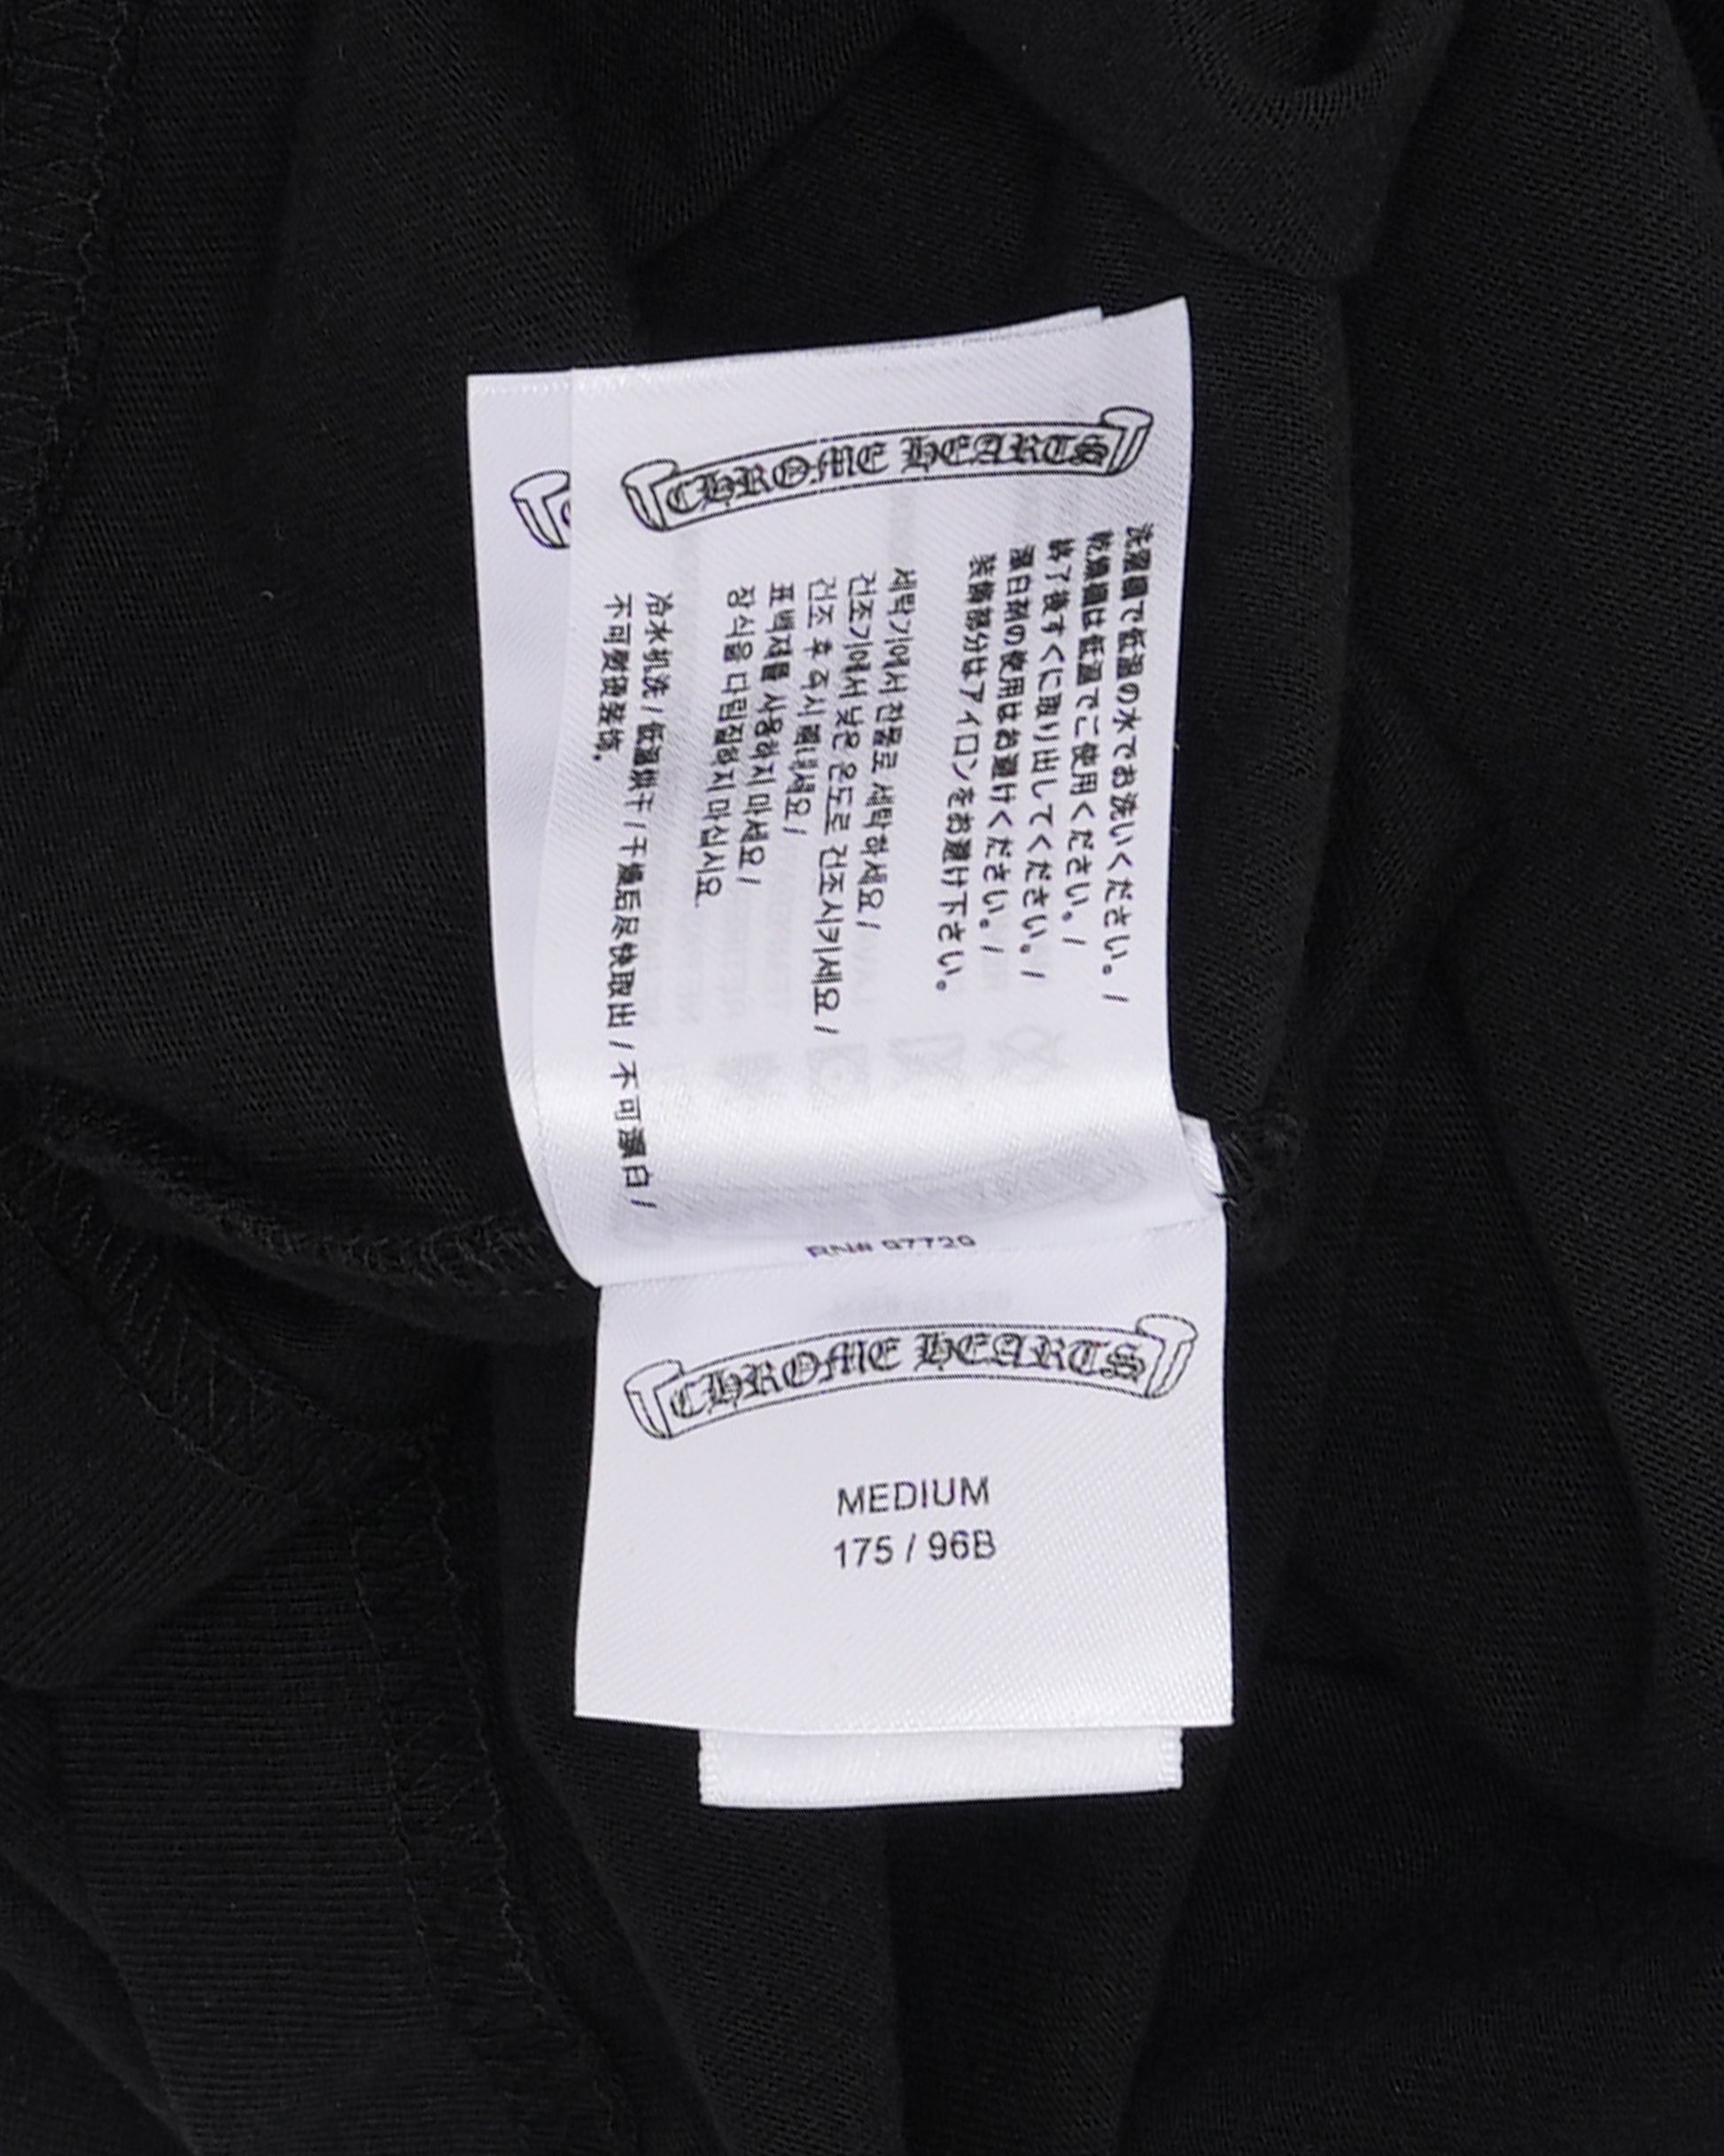 CHROME HEARTS
洗濯機で低温の水でお洗いください。/
乾燥機は低温でご使用ください。/
終了後すぐに取り出してください。/
漂白剤の使用はお避けください。/
装飾部分はアイロンをお避け下さい。
세탁기에서 찬물로 세탁하세요 /
건조기에서 낮은 온도로 건조시키세요 /
건조 후 즉시 꺼내세요 /
표백제를 사용하지 마세요 /
장식을 다림질하지 마십시요.
冷水机洗 / 低温烘干 / 干燥后尽快取出 / 不可漂白 /
不可熨烫装饰.
RN# 97729
CHROME HEARTS
MEDIUM
175 / 96B